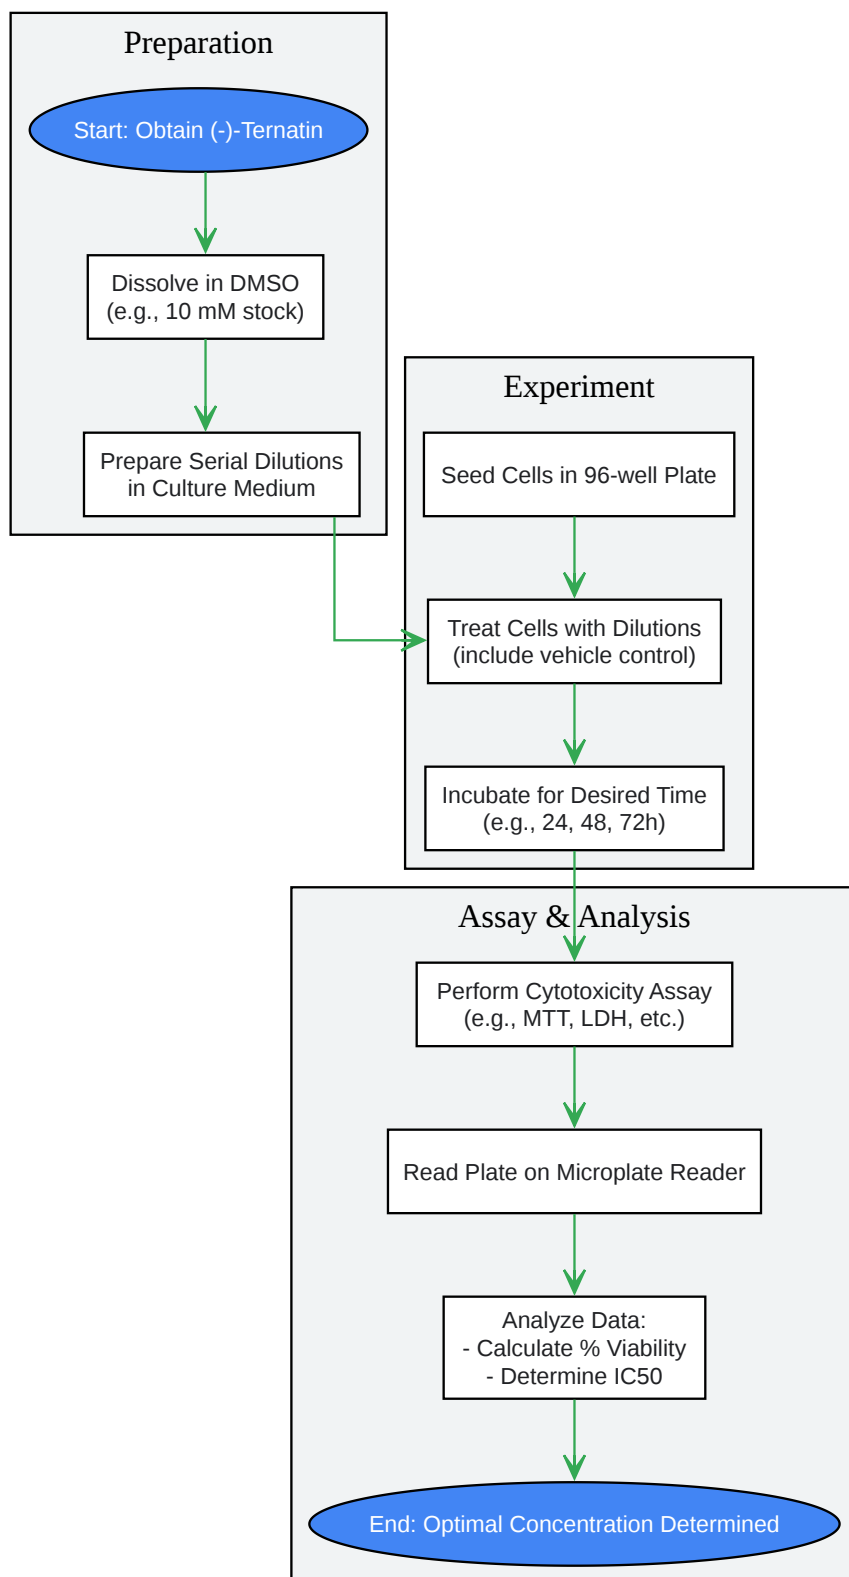 Preparation
Start: Obtain (-)-Ternatin
Dissolve in DMSO
(e.g., 10 mM stock)
Prepare Serial Dilutions
in Culture Medium
Experiment
Seed Cells in 96-well Plate
Treat Cells with Dilutions
(include vehicle control)
Incubate for Desired Time
(e.g., 24, 48, 72h)
Assay & Analysis
Perform Cytotoxicity Assay
(e.g., MTT, LDH, etc.)
Read Plate on Microplate Reader
Analyze Data:
- Calculate % Viability
- Determine IC50
End: Optimal Concentration Determined